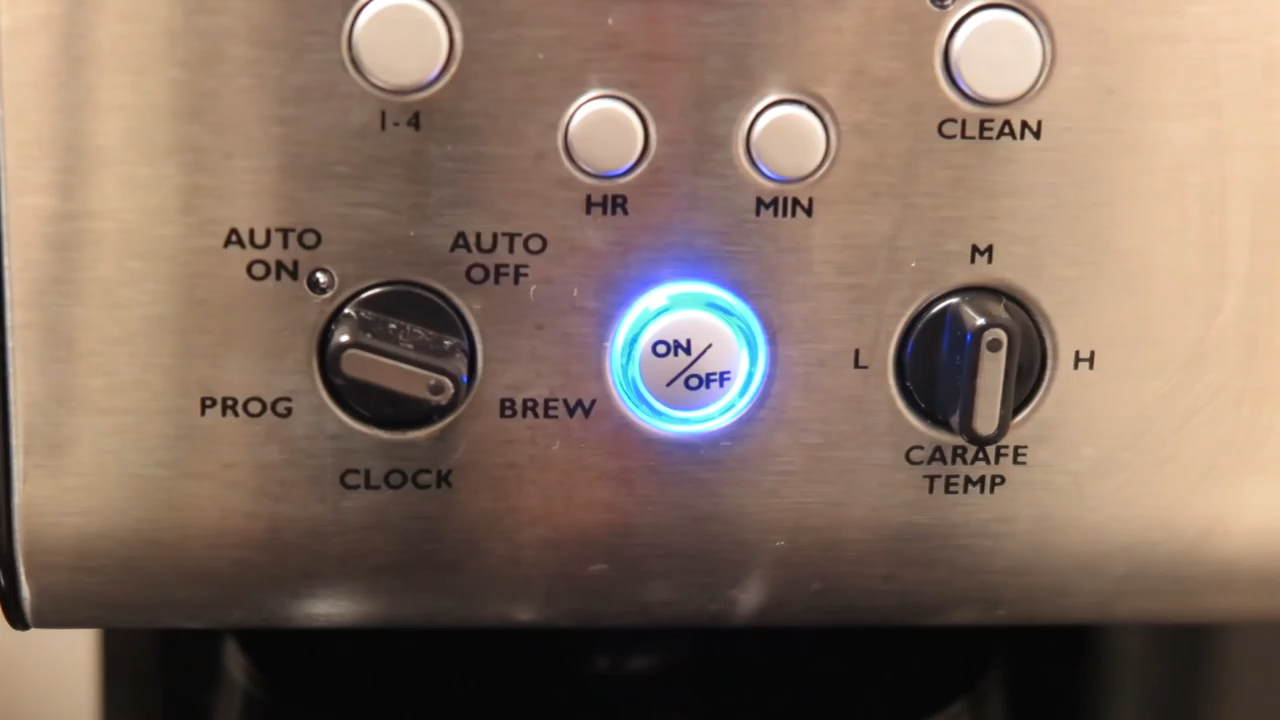 1-4
CLEAN
HR
MIN
AUTO
ON
AUTO
OFF
M
ON/OFF
L
H
PROG
BREW
CLOCK
CARAFE
TEMP